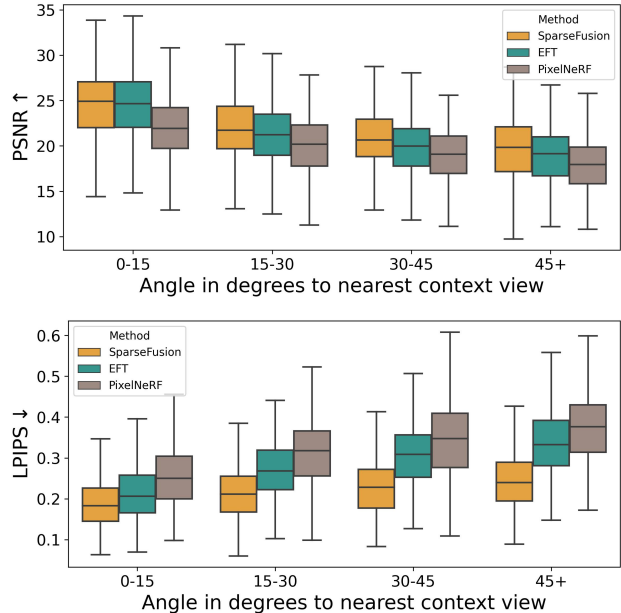 35
30
25
20
15
10
PSNR ↑
Method
SparseFusion
EFT
PixelNeRF
0-15
15-30
30-45
45+
Angle in degrees to nearest context view
0.6
0.5
0.4
0.3
0.2
0.1
LPIPS ↓
Method
SparseFusion
EFT
PixelNeRF
0-15
15-30
30-45
45+
Angle in degrees to nearest context view